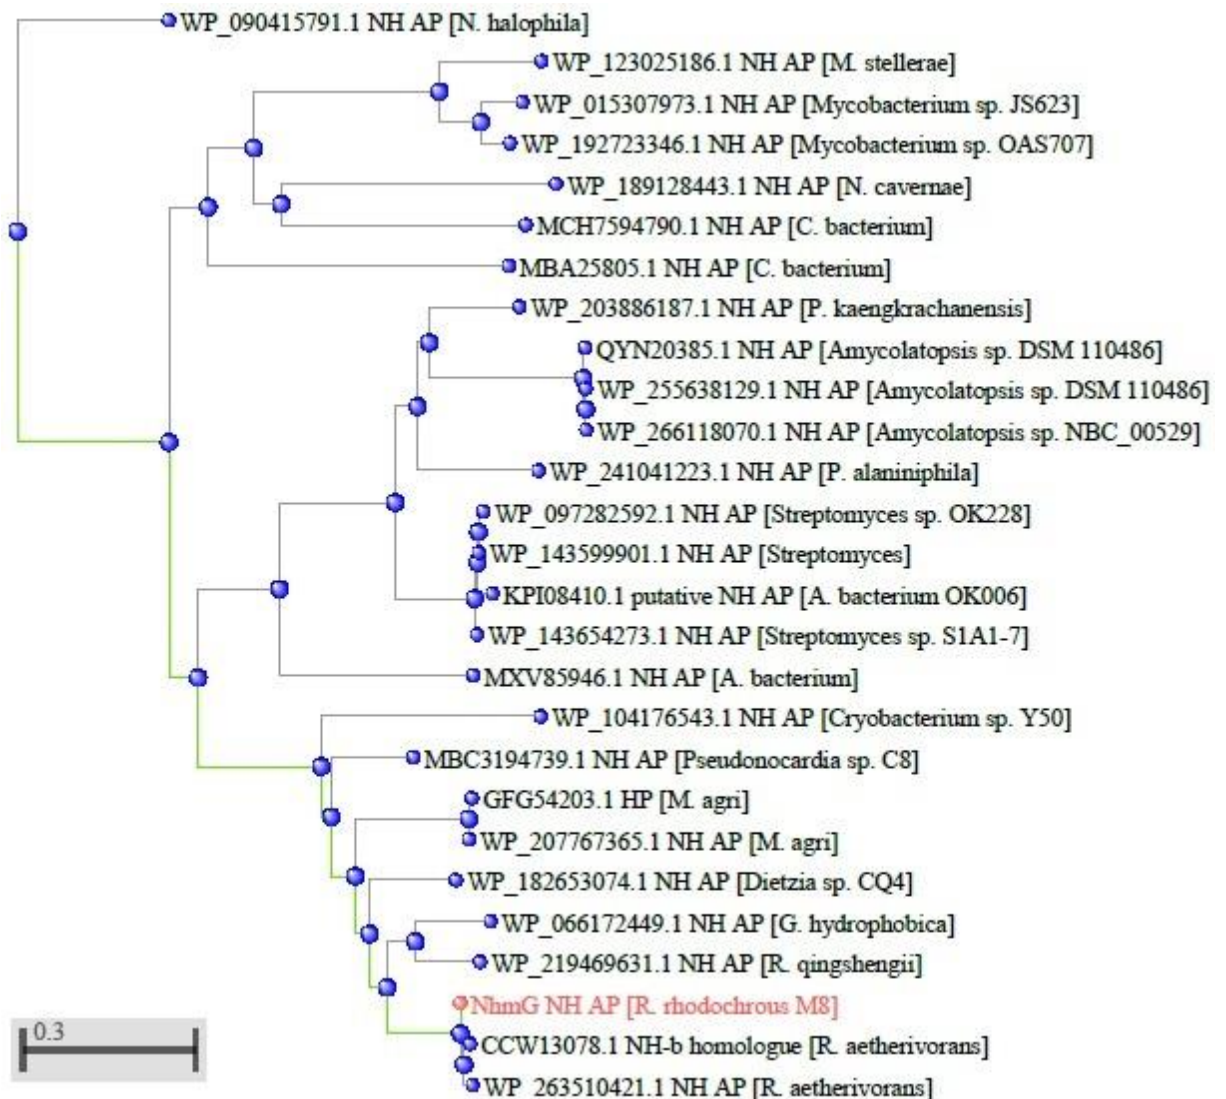 WP_090415791.1 NH AP [N. halophila]
WP_123025186.1 NH AP [M. stellerae]
WP_015307973.1 NH AP [Mycobacterium sp. JS623]
WP_192723346.1 NH AP [Mycobacterium sp. OAS707]
WP_189128443.1 NH AP [N. cavernae]
MCH7594790.1 NH AP [C. bacterium]
MBA25805.1 NH AP [C. bacterium]
WP_203886187.1 NH AP [P. kaengkrachanensis]
QYN20385.1 NH AP [Amycolatopsis sp. DSM 110486]
WP_255638129.1 NH AP [Amycolatopsis sp. DSM 110486]
WP_266118070.1 NH AP [Amycolatopsis sp. NBC_00529]
WP_241041223.1 NH AP [P. alaniniphila]
WP_097282592.1 NH AP [Streptomyces sp. OK228]
WP_143599901.1 NH AP [Streptomyces]
KPI08410.1 putative NH AP [A. bacterium OK006]
WP_143654273.1 NH AP [Streptomyces sp. S1A1-7]
MXV85946.1 NH AP [A. bacterium]
WP_104176543.1 NH AP [Cryobacterium sp. Y50]
MBC3194739.1 NH AP [Pseudonocardia sp. C8]
GFG54203.1 HP [M. agri]
WP_207767365.1 NH AP [M. agri]
WP_182653074.1 NH AP [Dietzia sp. CQ4]
WP_066172449.1 NH AP [G. hydrophobica]
WP_219469631.1 NH AP [R. qingshengii]
NhmG NH AP [R. rhodochrous M8]
CCW13078.1 NH-b homologue [R. aetherivorans]
WP_263510421.1 NH AP [R. aetherivorans]
0.3